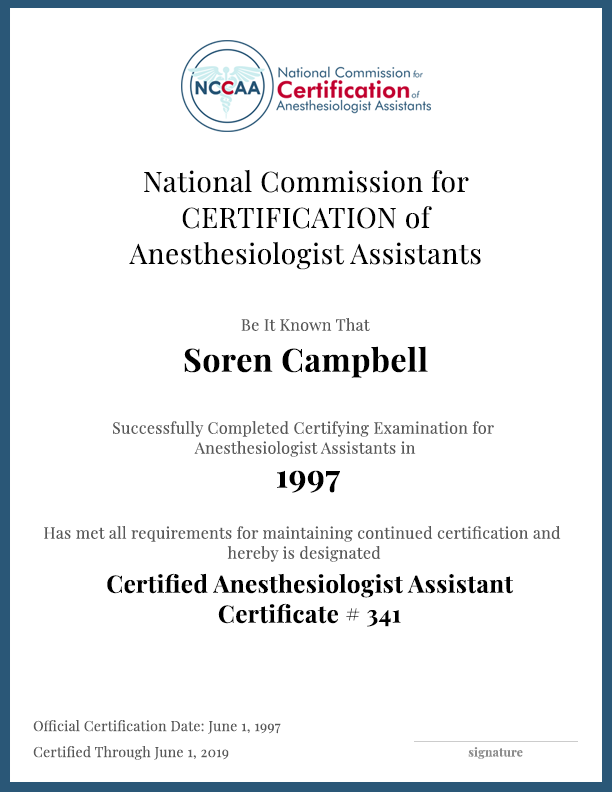 NCCAA
National Commission for
Certification of
Anesthesiologist Assistants
National Commission for
CERTIFICATION of
Anesthesiologist Assistants
Be It Known That
Soren Campbell
Successfully Completed Certifying Examination for
Anesthesiologist Assistants in
1997
Has met all requirements for maintaining continued certification and
hereby is designated
Certified Anesthesiologist Assistant
Certificate # 341
Official Certification Date: June 1, 1997
Certified Through June 1, 2019
signature